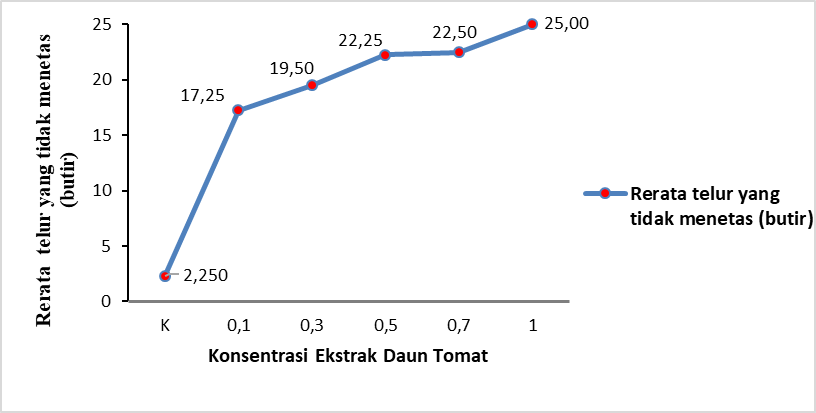 Rerata telur yang tidak menetas
(butir)
25
20
15
10
5
0
2,250
17,25
19,50
22,25
22,50
25,00
K
0,1
0,3
0,5
0,7
1
Konsentrasi Ekstrak Daun Tomat
Rerata telur yang
tidak menetas (butir)